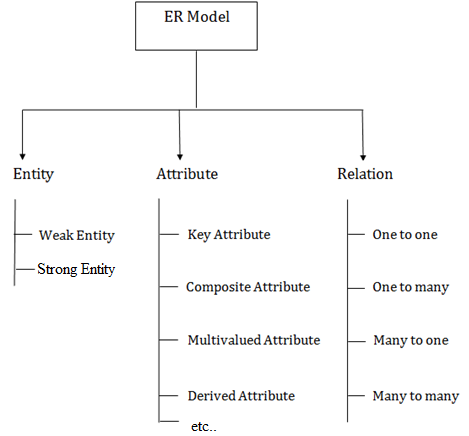 ER Model
Entity
Weak Entity
Strong Entity
Attribute
Key Attribute
Composite Attribute
Multivalued Attribute
Derived Attribute
etc..
Relation
One to one
One to many
Many to one
Many to many